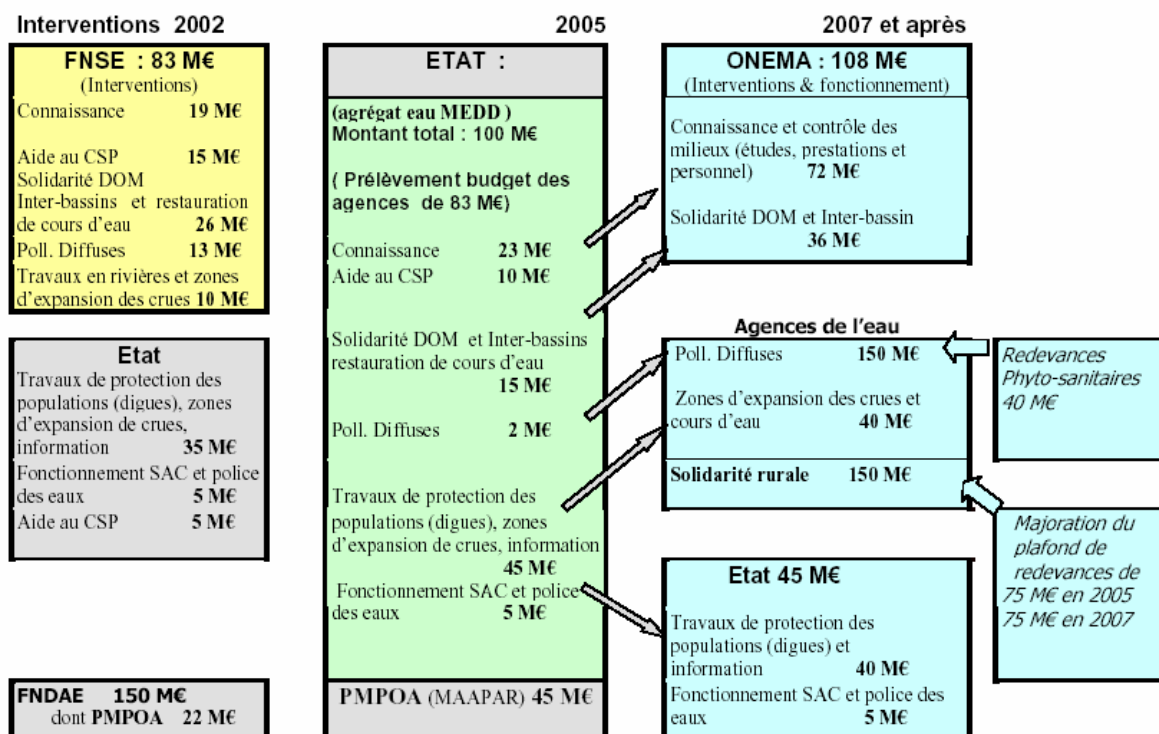 Interventions 2002
FNSE : 83 M€
(Interventions)
Connaissance 19 M€
Aide au CSP 15 M€
Solidarité DOM
Inter-bassins et restauration
de cours d'eau 26 M€
Poll. Diffuses 13 M€
Travaux en rivières et zones
d'expansion des crues 10 M€
Etat
Travaux de protection des
populations (digues), zones
d'expansion de crues,
information 35 M€
Fonctionnement SAC et police
des eaux 5 M€
Aide au CSP 5 M€
FNDAE 150 M€
dont PMPOA 22 M€
2005
ETAT :
(agrégat eau MEDD )
Montant total : 100 M€
( Prélèvement budget des
agences de 83 M€)
Connaissance 23 M€
Aide au CSP 10 M€
Solidarité DOM et Inter-bassins
restauration de cours d'eau
15 M€
Poll. Diffuses 2 M€
Travaux de protection des
populations (digues), zones
d'expansion de crues, information
45 M€
Fonctionnement SAC et police
des eaux 5 M€
PMPOA (MAAPAR) 45 M€
2007 et après
ONEMA : 108 M€
(Interventions & fonctionnement)
Connaissance et contrôle des
milieux (études, prestations et
personnel) 72 M€
Solidarité DOM et Inter-bassin
36 M€
Agences de l'eau
Poll. Diffuses 150 M€
Zones d'expansion des crues et
cours d'eau 40 M€
Solidarité rurale 150 M€
Redevances
Phyto-sanitaires
40 M€
Majoration du
plafond de
redevances de
75 M€ en 2005
75 M€ en 2007
Etat 45 M€
Travaux de protection des
populations (digues) et
information 40 M€
Fonctionnement SAC et police des
eaux 5 M€